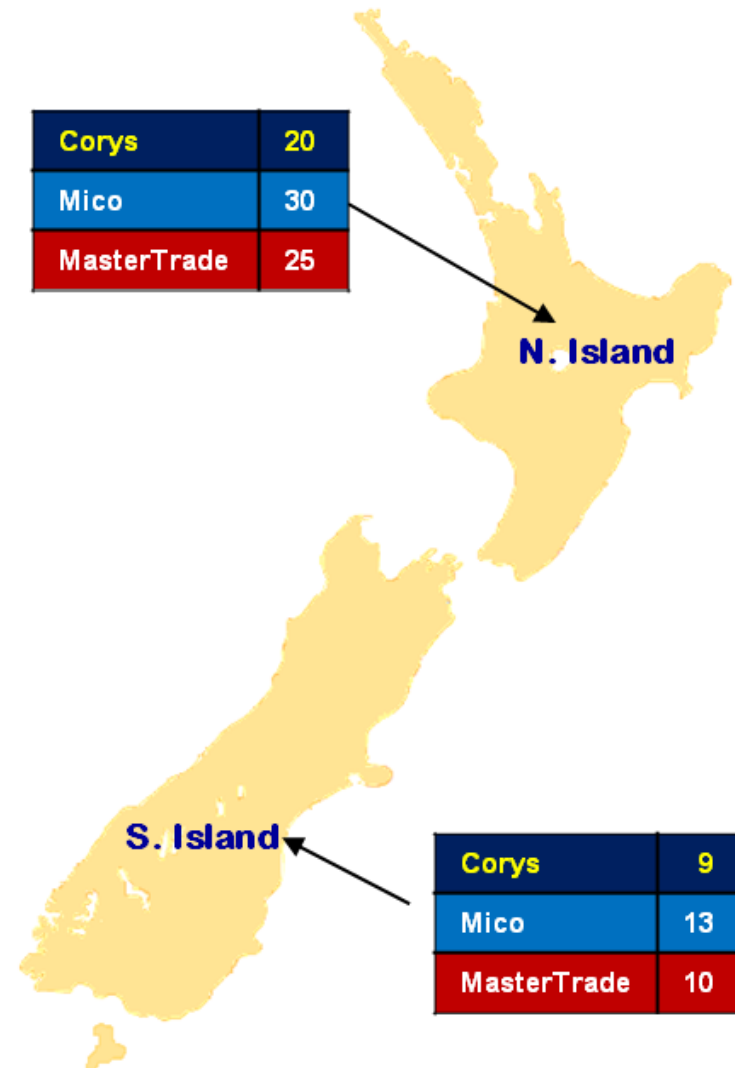 Corys 20
Mico 30
MasterTrade 25
N. Island
S. Island
Corys 9
Mico 13
MasterTrade 10